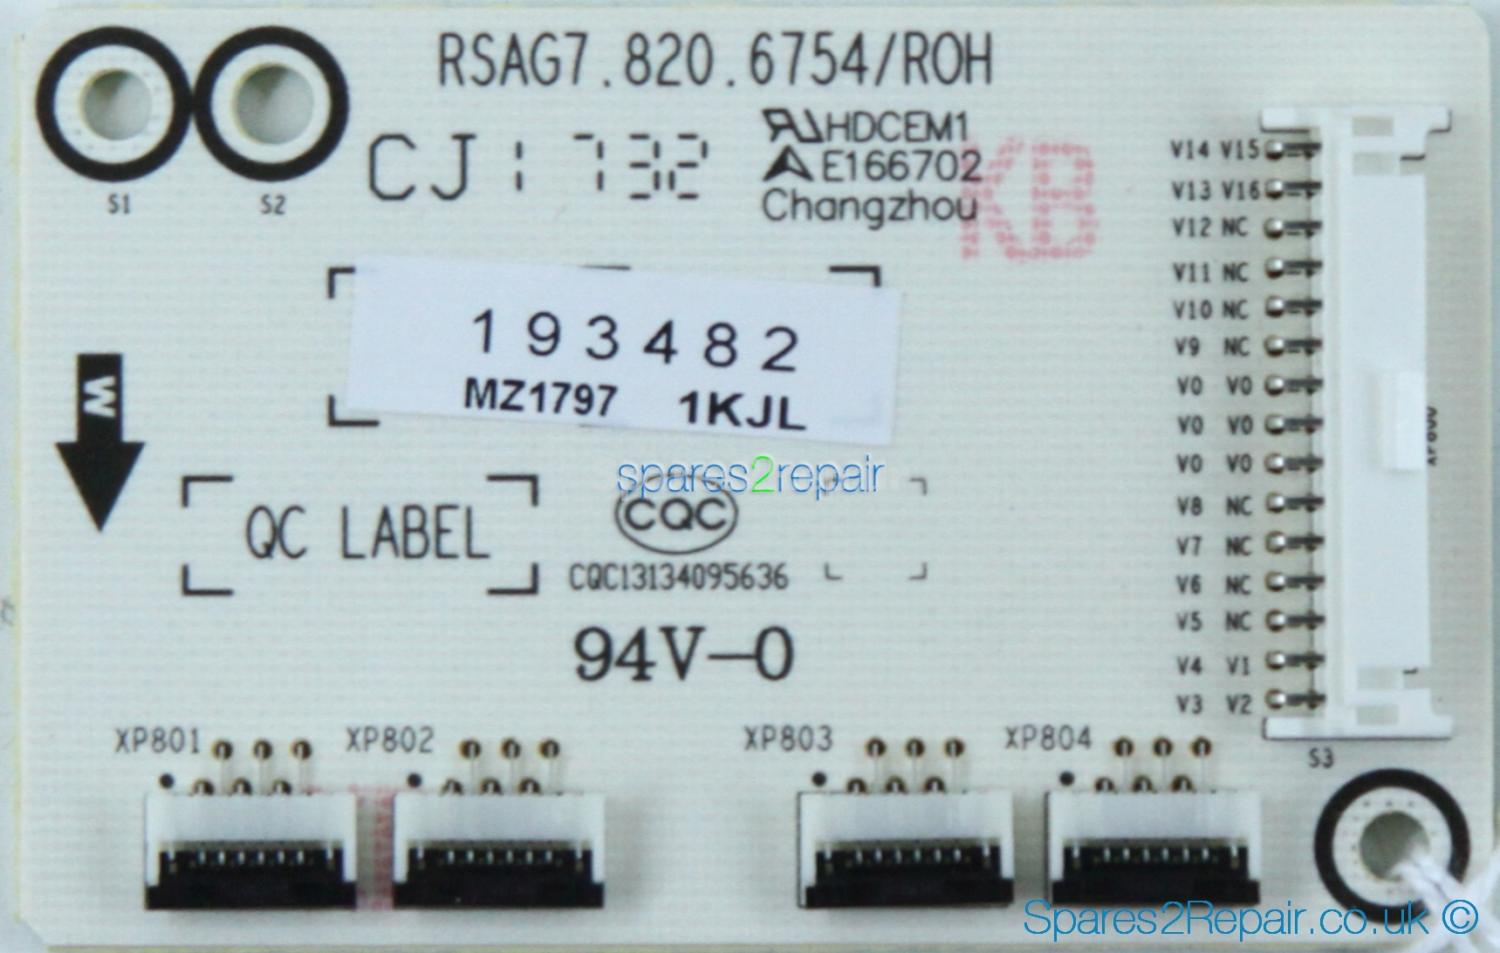 RSAG7.820.6754/ROH
CJ1732
HDCEM1
E166702
Changzhou
KB
S1
S2
193482
MZ1797 1KJL
W
spares2repair
QC LABEL
CQC
CQC13134095636
94V-0
V14 V15
V13 V16
V12 NC
V11 NC
V10 NC
V9 NC
V0 V0
V0 V0
V0 V0
V8 NC
V7 NC
V6 NC
V5 NC
V4 V1
V3 V2
XP800
S3
XP801
XP802
XP803
XP804
Spares2Repair.co.uk ©